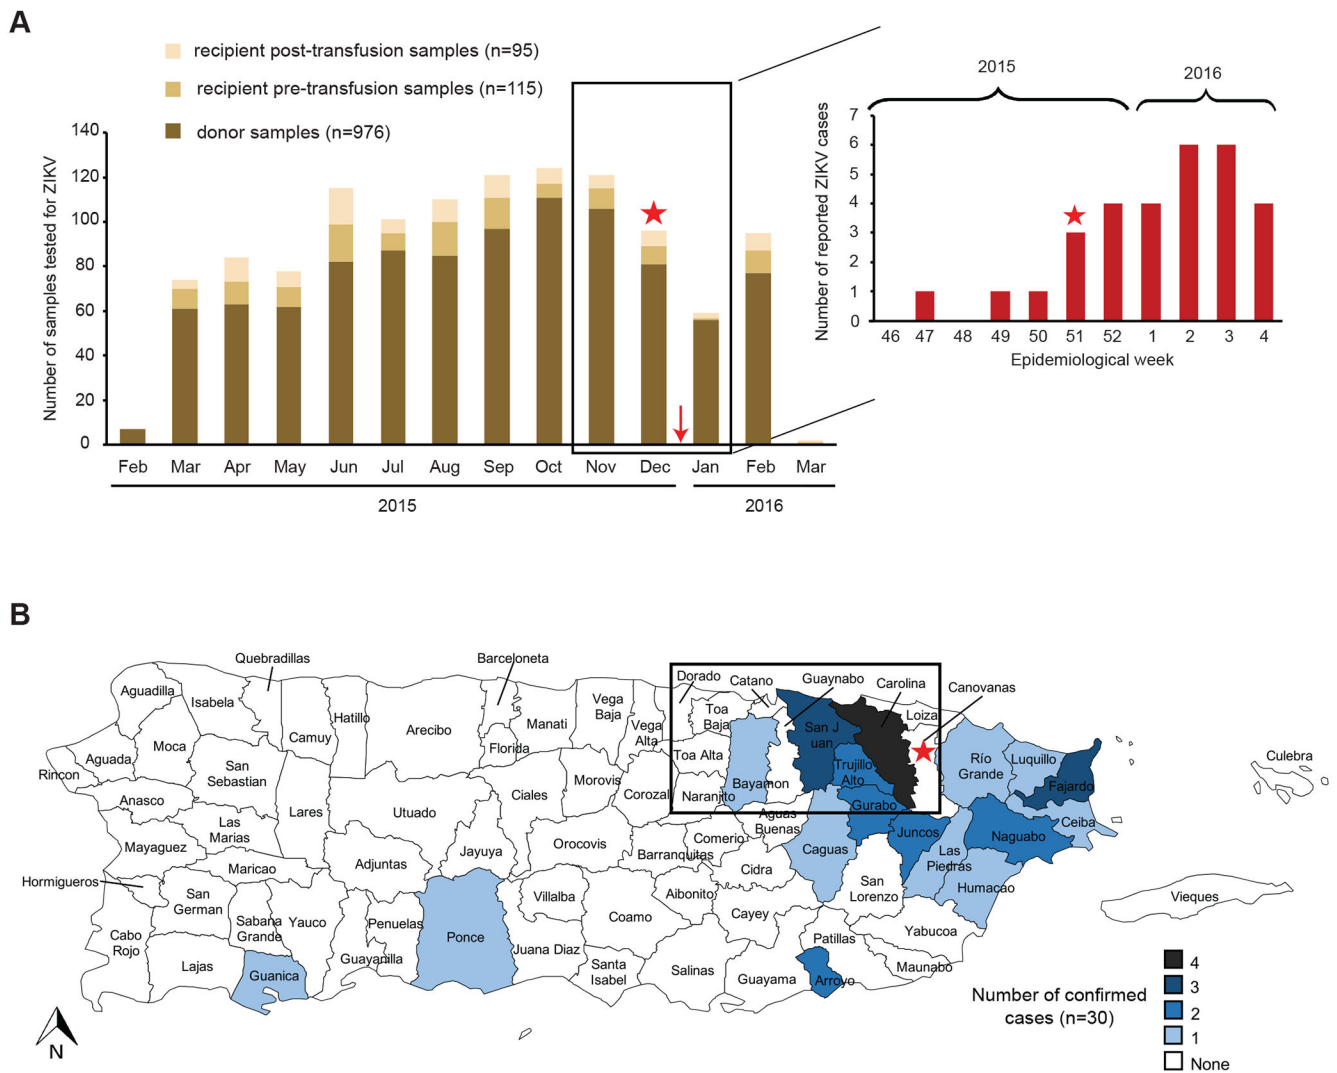 A
recipient post-transfusion samples (n=95)
recipient pre-transfusion samples (n=115)
donor samples (n=976)
Number of samples tested for ZIKV
140
120
100
80
60
40
20
0
Feb Mar Apr May Jun Jul Aug Sep Oct Nov Dec Jan Feb Mar
2015 2016
2015 2016
Number of reported ZIKV cases
7
6
5
4
3
2
1
0
46 47 48 49 50 51 52 1 2 3 4
Epidemiological week
B
Quebradillas
Barceloneta
Dorado
Catano
Guaynabo
Carolina
Canovanas
Aguadilla
Isabela
Camuy
Hatillo
Arecibo
Manati
Florida
Vega
Baja
Vega
Alta
Toa
Baja
Toa Alta
Naranjito
Bayamon
San J
uan
Trujillo
Alto
Loiza
Río
Grande
Luquillo
Fajardo
Ceiba
Culebra
Moca
Aguada
Rincon
Anasco
San
Sebastian
Las
Marias
Mayaguez
Maricao
Lares
Utuado
Adjuntas
Jayuya
Ciales
Morovis
Corozal
Orocovis
Barranquitas
Comerio
Aguas
Buenas
Cidra
Caguas
Gurabo
Juncos
Las
Piedras
Naguabo
Humacao
San
Lorenzo
Hormigueros
San
German
Sabana
Grande
Yauco
Cabo
Rojo
Lajas
Guanica
Guayanilla
Penuelas
Ponce
Juana Diaz
Villalba
Coamo
Aibonito
Cayey
Santa
Isabel
Salinas
Guayama
Patillas
Arroyo
Yabucoa
Maunabo
Vieques
Number of confirmed
cases (n=30)
4
3
2
1
None
N